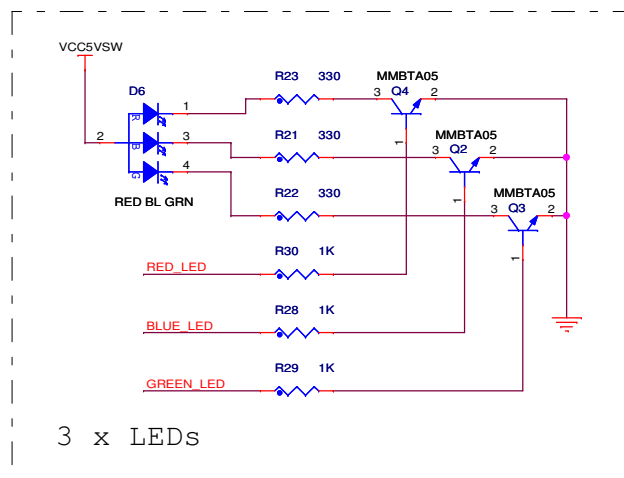 VCC5VSW
R23 330 MMBTA05
D6 3 Q4 2
1
R
R21 330 MMBTA05
2 B 3 3 Q2 2
1
G 4
R22 330 MMBTA05
RED BL GRN 3 Q3 2
1
R30 1K
RED_LED
1
R28 1K
BLUE_LED
R29 1K
GREEN_LED
3 x LEDs